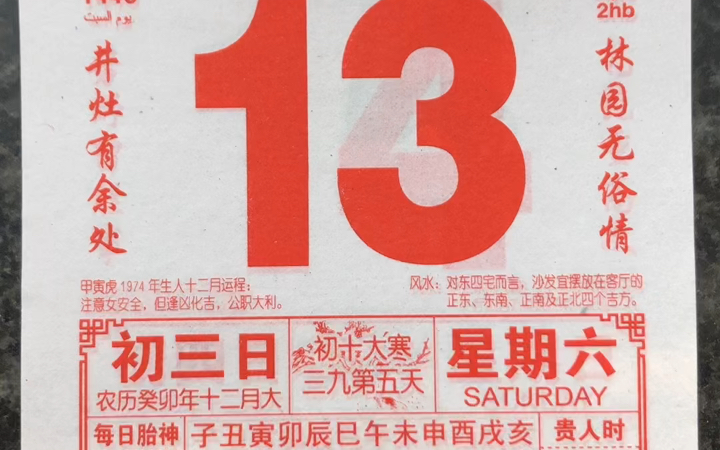 يوم السبت
2hb
13
井灶有余处
林园无俗情
甲寅虎1974年生人十二月运程：
注意女安全，但逢凶化吉，公职大利。
风水：对东四宅而言，沙发宜摆放在客厅的
正东、东南、正南及正北四个吉方。
初三日
农历癸卯年十二月大
初十大寒
三九第五天
星期六
SATURDAY
每日胎神
子丑寅卯辰巳午未申酉戌亥
贵人时